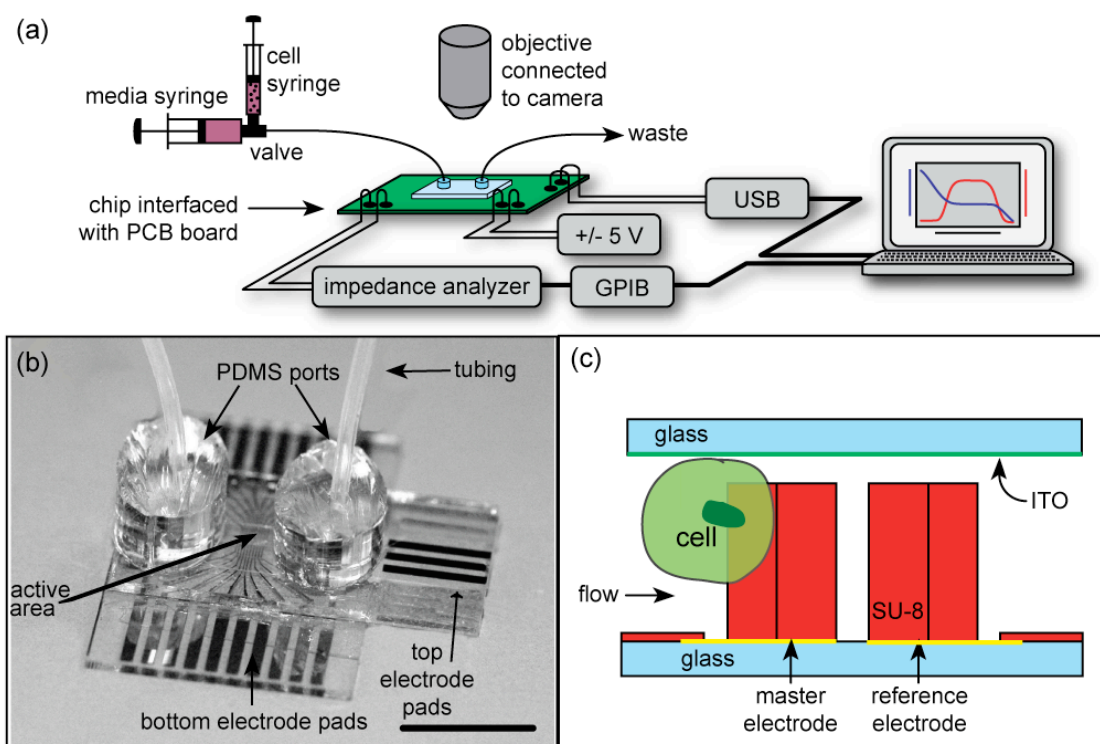 (a)
cell
syringe
media syringe
valve
objective
connected
to camera
waste
chip interfaced
with PCB board
USB
+/- 5 V
impedance analyzer
GPIB
(b)
PDMS ports
tubing
active
area
bottom electrode pads
top
electrode
pads
(c)
glass
ITO
cell
flow
SU-8
glass
master
electrode
reference
electrode